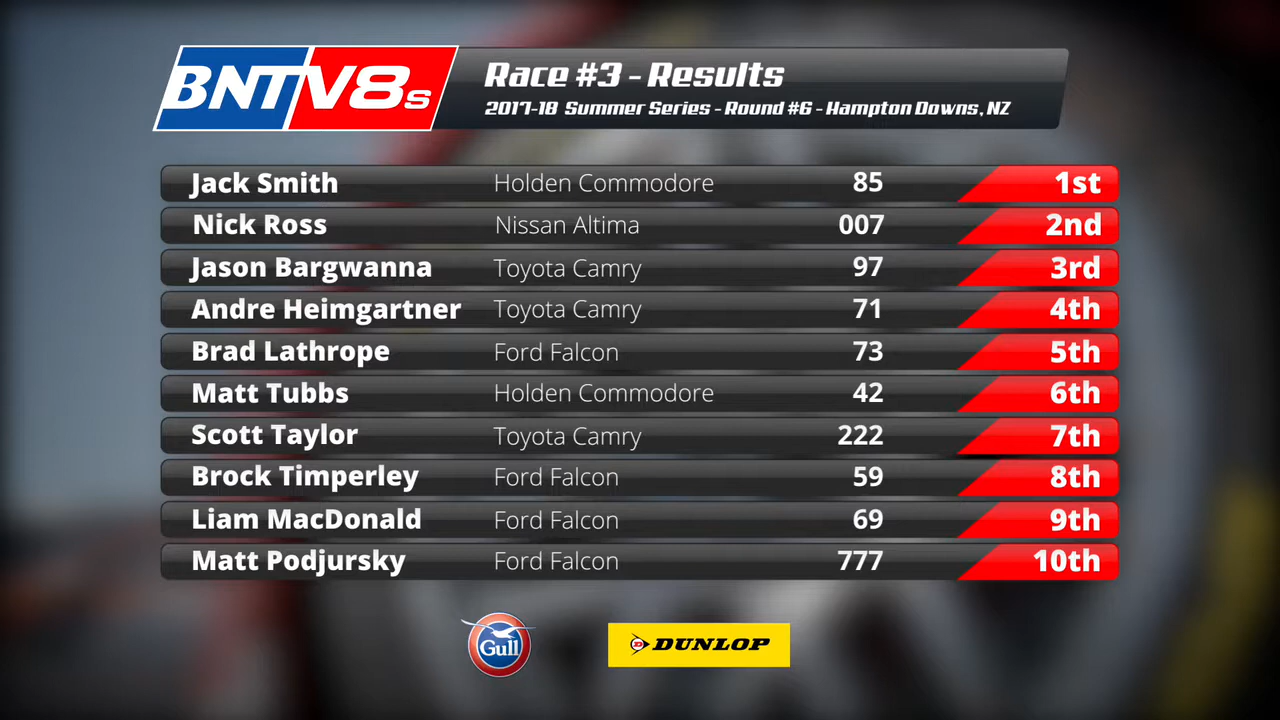 BNTV8s
Race #3 - Results
2017-18 Summer Series - Round #6 - Hampton Downs, NZ
Jack Smith Holden Commodore 85 1st
Nick Ross Nissan Altima 007 2nd
Jason Bargwanna Toyota Camry 97 3rd
Andre Heimgartner Toyota Camry 71 4th
Brad Lathrope Ford Falcon 73 5th
Matt Tubbs Holden Commodore 42 6th
Scott Taylor Toyota Camry 222 7th
Brock Timperley Ford Falcon 59 8th
Liam MacDonald Ford Falcon 69 9th
Matt Podjursky Ford Falcon 777 10th
Gull DUNLOP